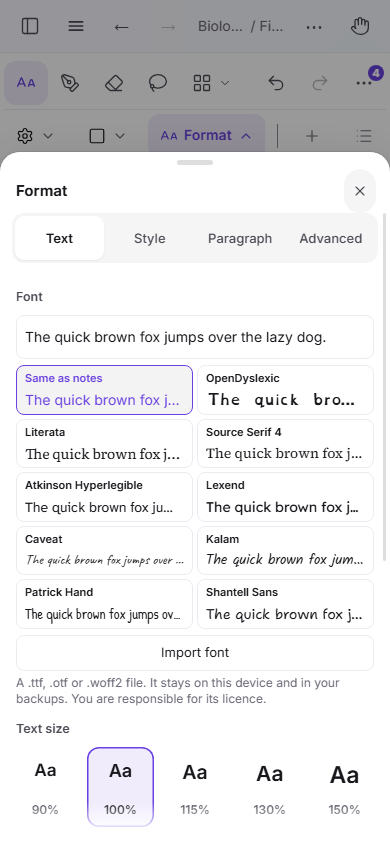 Biolo... / Fi...
AA
4
AA Format
Format
Text Style Paragraph Advanced
Font
The quick brown fox jumps over the lazy dog.
Same as notes
The quick brown fox j...
OpenDyslexic
The quick bro...
Literata
The quick brown fox j...
Source Serif 4
The quick brown fox j...
Atkinson Hyperlegible
The quick brown fox ju...
Lexend
The quick brown fox j...
Caveat
The quick brown fox jumps over ...
Kalam
The quick brown fox jum...
Patrick Hand
The quick brown fox jumps ov...
Shantell Sans
The quick brown fox j...
Import font
A .ttf, .otf or .woff2 file. It stays on this device and in your
backups. You are responsible for its licence.
Text size
Aa Aa Aa Aa Aa
90% 100% 115% 130% 150%